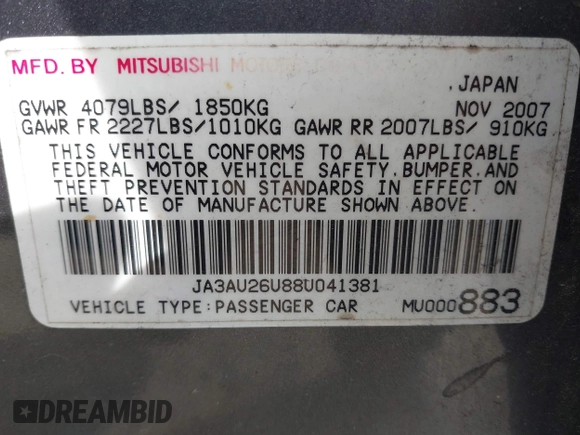 MFD. BY MITSUBISHI MOTORS
. JAPAN
GVWR 4079LBS/ 1850KG NOV 2007
GAWR FR 2227LBS/1010KG GAWR RR 2007LBS/ 910KG
THIS VEHICLE CONFORMS TO ALL APPLICABLE
FEDERAL MOTOR VEHICLE SAFETY, BUMPER, AND
THEFT PREVENTION STANDARDS IN EFFECT ON
THE DATE OF MANUFACTURE SHOWN ABOVE.
JA3AU26U88U041381
VEHICLE TYPE: PASSENGER CAR MU000883
DREAMBID